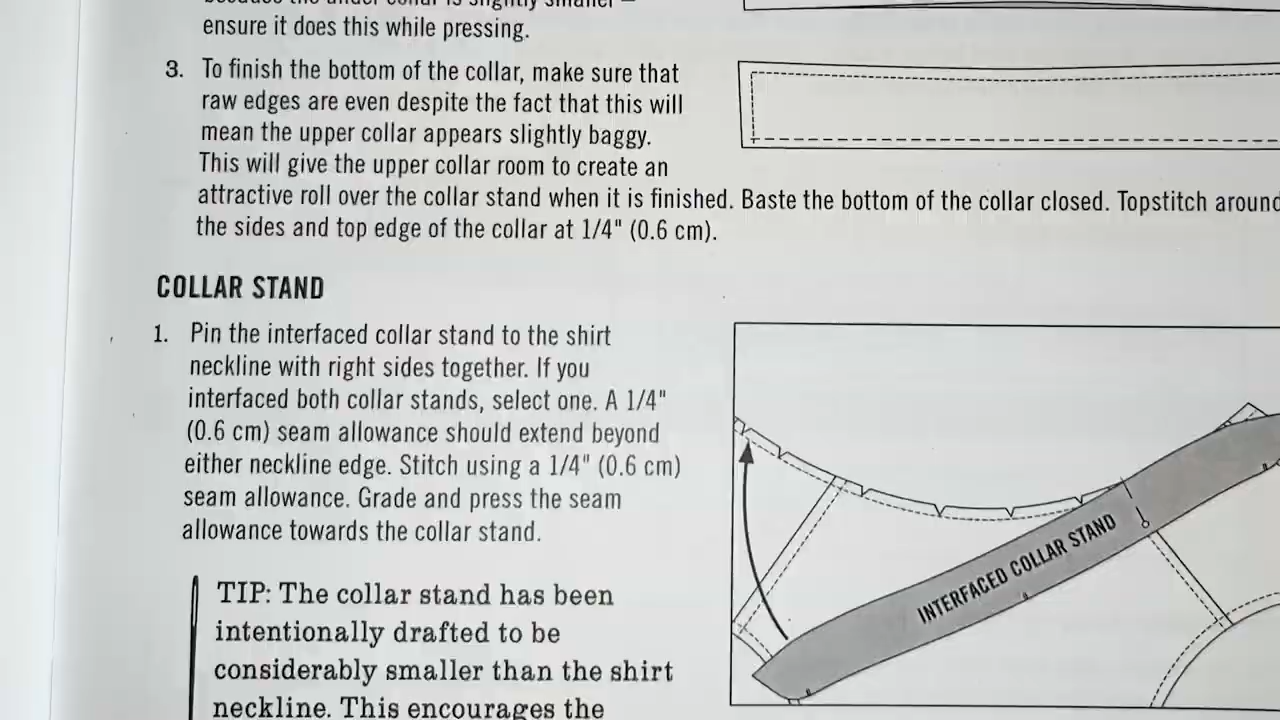 because the under collar is slightly smaller –
ensure it does this while pressing.
3. To finish the bottom of the collar, make sure that
raw edges are even despite the fact that this will
mean the upper collar appears slightly baggy.
This will give the upper collar room to create an
attractive roll over the collar stand when it is finished. Baste the bottom of the collar closed. Topstitch around
the sides and top edge of the collar at 1/4" (0.6 cm).
COLLAR STAND
1. Pin the interfaced collar stand to the shirt
neckline with right sides together. If you
interfaced both collar stands, select one. A 1/4"
(0.6 cm) seam allowance should extend beyond
either neckline edge. Stitch using a 1/4" (0.6 cm)
seam allowance. Grade and press the seam
allowance towards the collar stand.
TIP: The collar stand has been
intentionally drafted to be
considerably smaller than the shirt
neckline. This encourages the
INTERFACED COLLAR STAND